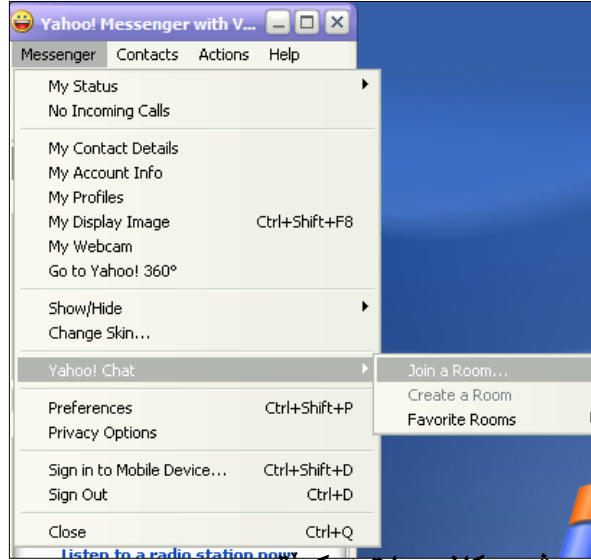 Yahoo! Messenger with V...
Messenger Contacts Actions Help
My Status
No Incoming Calls
My Contact Details
My Account Info
My Profiles
My Display Image Ctrl+Shift+F8
My Webcam
Go to Yahoo! 360°
Show/Hide
Change Skin...
Yahoo! Chat
Join a Room...
Create a Room
Favorite Rooms
Preferences Ctrl+Shift+P
Privacy Options
Sign in to Mobile Device... Ctrl+Shift+D
Sign Out Ctrl+D
Close Ctrl+Q
Listen to a radio station now